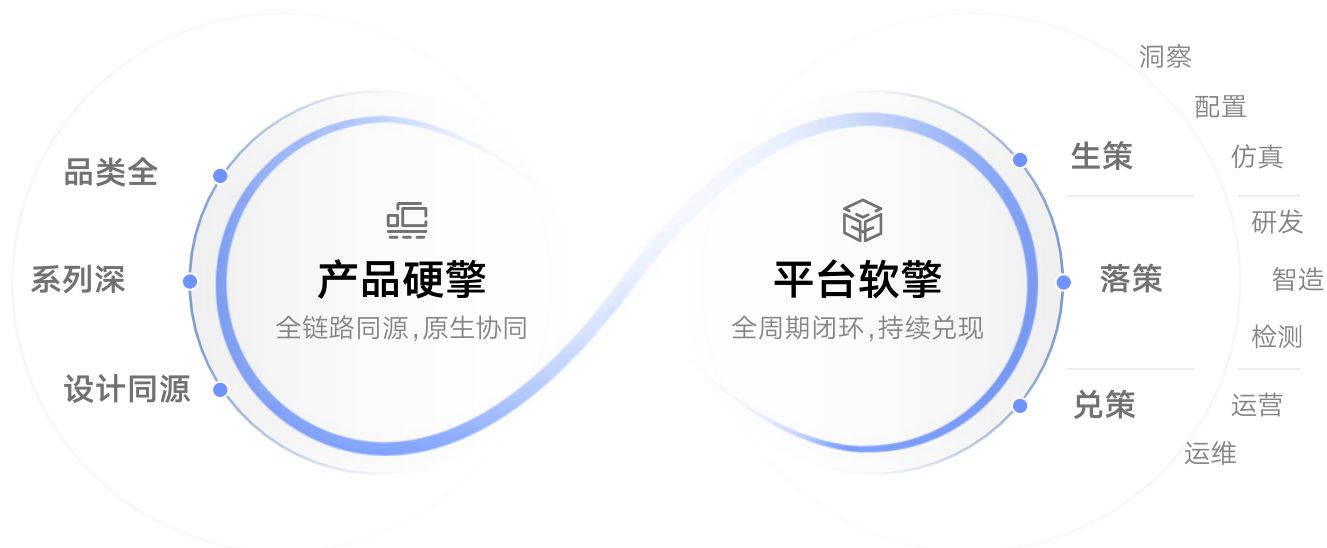 品类全
系列深
设计同源
产品硬擎
全链路同源,原生协同
平台软擎
全周期闭环,持续兑现
生策
洞察
配置
仿真
落策
研发
智造
检测
兑策
运营
运维